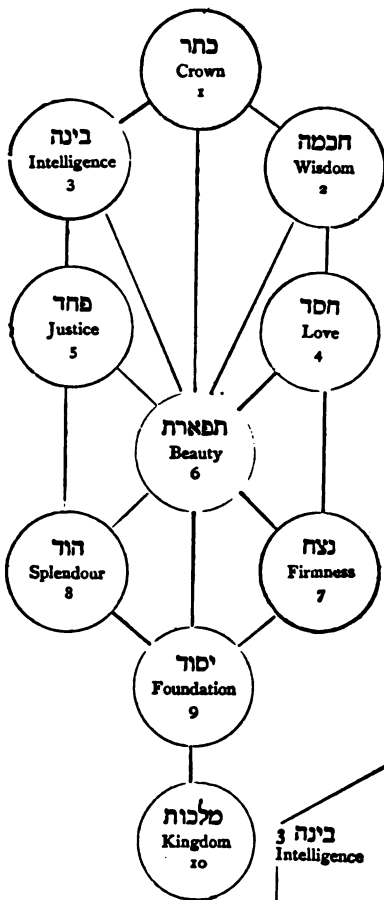 כתר
Crown
1
בינה
Intelligence
3
חכמה
Wisdom
2
פחד
Justice
5
חסד
Love
4
תפארת
Beauty
6
הוד
Splendour
8
נצח
Firmness
7
יסוד
Foundation
9
מלכות
Kingdom
10
3 בינה
Intelligence